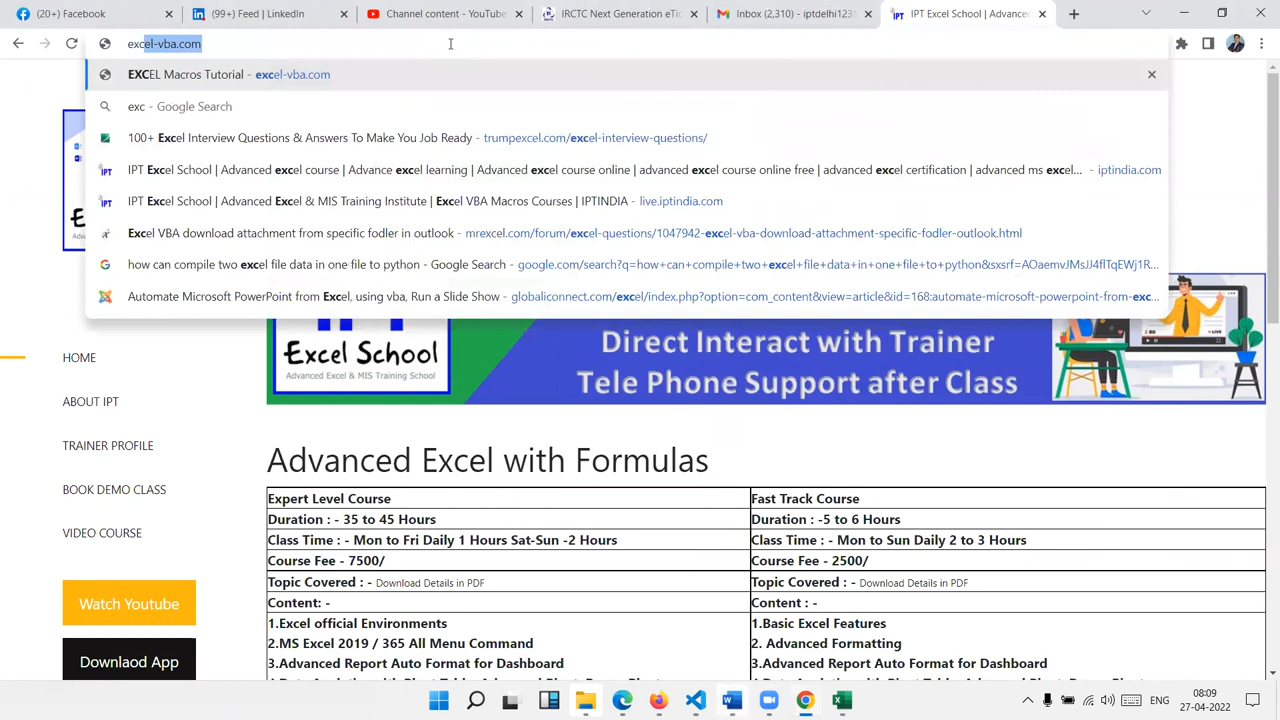 (20+) Facebook
(99+) Feed | LinkedIn
Channel content - YouTube
IRCTC Next Generation eTic
Inbox (2,310) - iptdelhi123
IPT Excel School | Advanced
excel-vba.com
EXCEL Macros Tutorial - excel-vba.com
exc - Google Search
100+ Excel Interview Questions & Answers To Make You Job Ready - trumpexcel.com/excel-interview-questions/
IPT Excel School | Advanced excel course | Advance excel learning | Advanced excel course online | advanced excel course online free | advanced excel certification | advanced ms excel... - iptindia.com
IPT Excel School | Advanced Excel & MIS Training Institute | Excel VBA Macros Courses | IPTINDIA - live.iptindia.com
Excel VBA download attachment from specific fodler in outlook - mrexcel.com/forum/excel-questions/1047942-excel-vba-download-attachment-specific-fodler-outlook.html
how can compile two excel file data in one file to python - Google Search - google.com/search?q=how+can+compile+two+excel+file+data+in+one+file+to+python&sxsrf=AOaemvJMsJJ4flTqEWj1R...
Automate Microsoft PowerPoint from Excel, using vba, Run a Slide show - globaliconnect.com/excel/index.php?option=com_content&view=article&id=168:automate-microsoft-powerpoint-from-exc...
Excel School
Advanced Excel & MIS Training School
Direct Interact with Trainer
Tele Phone Support after Class
HOME
ABOUT IPT
TRAINER PROFILE
BOOK DEMO CLASS
VIDEO COURSE
Watch Youtube
Downlaod App
Advanced Excel with Formulas
Expert Level Course
Duration : - 35 to 45 Hours
Class Time : - Mon to Fri Daily 1 Hours Sat-Sun -2 Hours
Course Fee - 7500/
Topic Covered : - Download Details in PDF
Content: -
1.Excel official Environments
2.MS Excel 2019 / 365 All Menu Command
3.Advanced Report Auto Format for Dashboard
Fast Track Course
Duration : -5 to 6 Hours
Class Time : - Mon to Sun Daily 2 to 3 Hours
Course Fee - 2500/
Topic Covered : - Download Details in PDF
Content : -
1.Basic Excel Features
2. Advanced Formatting
3.Advanced Report Auto Format for Dashboard
ENG
08:09
27-04-2022